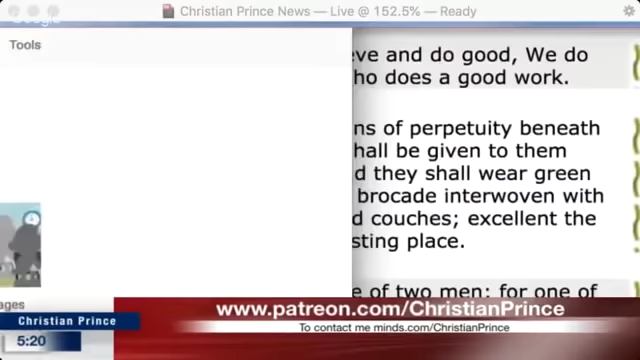 Christian Prince News — Live @ 152.5% — Ready
Google
Tools
eve and do good, We do
ho does a good work.
ns of perpetuity beneath
hall be given to them
d they shall wear green
brocade interwoven with
d couches; excellent the
sting place.
e of two men: for one of
ages
www.patreon.com/ChristianPrince
Christian Prince
To contact me minds.com/ChristianPrince
5:20